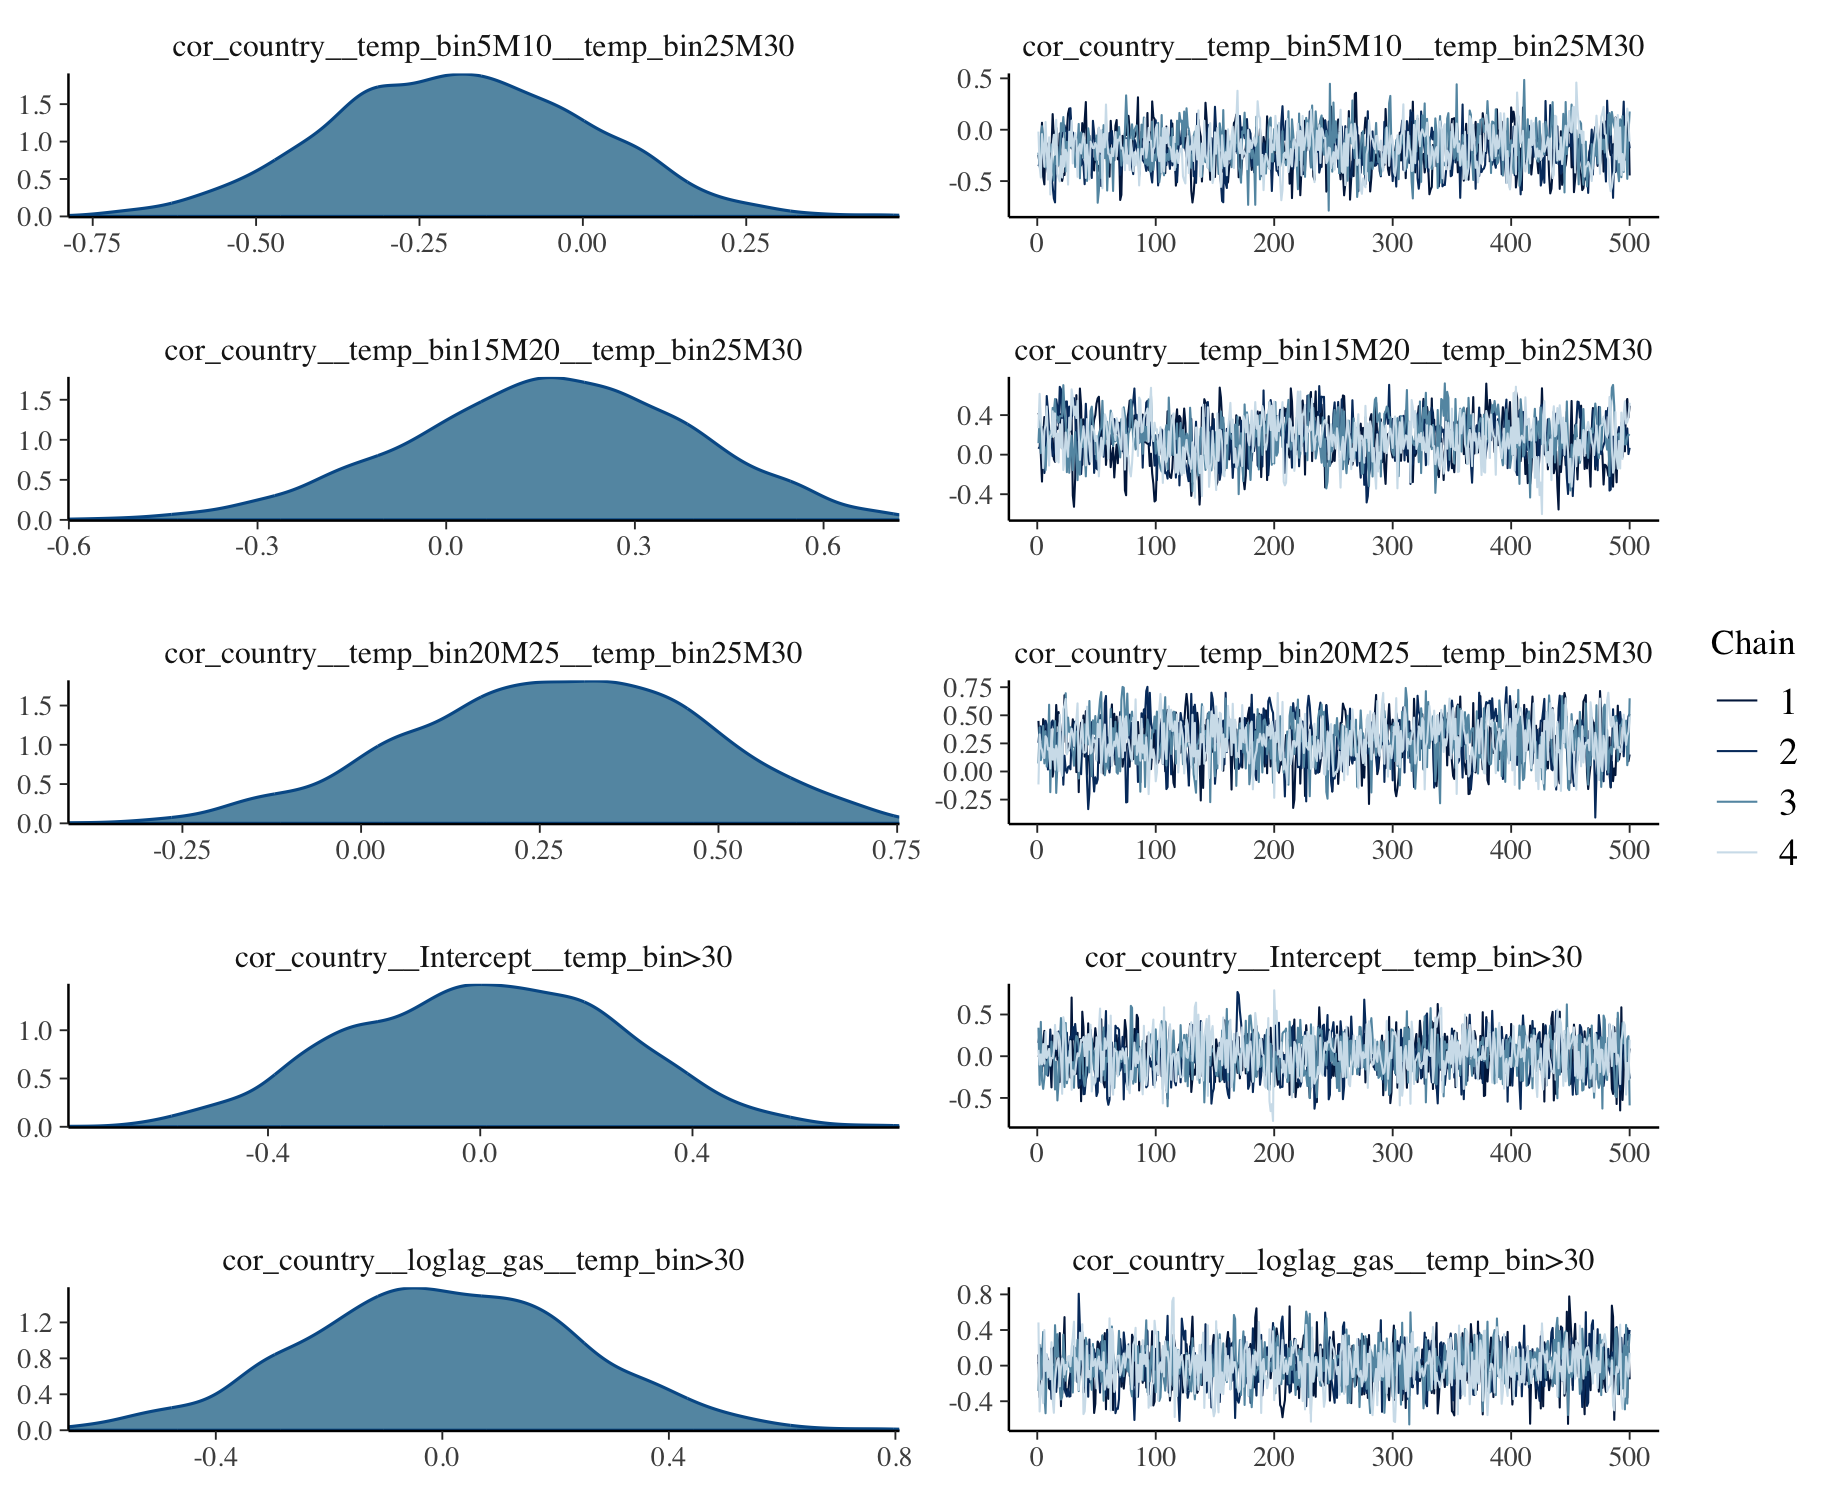 cor_country__temp_bin5M10__temp_bin25M30
1.5
1.0
0.5
0.0
-0.75 -0.50 -0.25 0.00 0.25
cor_country__temp_bin5M10__temp_bin25M30
0.5
0.0
-0.5
0 100 200 300 400 500
cor_country__temp_bin15M20__temp_bin25M30
1.5
1.0
0.5
0.0
-0.6 -0.3 0.0 0.3 0.6
cor_country__temp_bin15M20__temp_bin25M30
0.4
0.0
-0.4
0 100 200 300 400 500
cor_country__temp_bin20M25__temp_bin25M30
1.5
1.0
0.5
0.0
-0.25 0.00 0.25 0.50 0.75
cor_country__temp_bin20M25__temp_bin25M30
0.75
0.50
0.25
0.00
-0.25
0 100 200 300 400 500
cor_country__Intercept__temp_bin>30
1.0
0.5
0.0
-0.4 0.0 0.4
cor_country__Intercept__temp_bin>30
0.5
0.0
-0.5
0 100 200 300 400 500
cor_country__loglag_gas__temp_bin>30
1.2
0.8
0.4
0.0
-0.4 0.0 0.4 0.8
cor_country__loglag_gas__temp_bin>30
0.8
0.4
0.0
-0.4
0 100 200 300 400 500
Chain
1
2
3
4